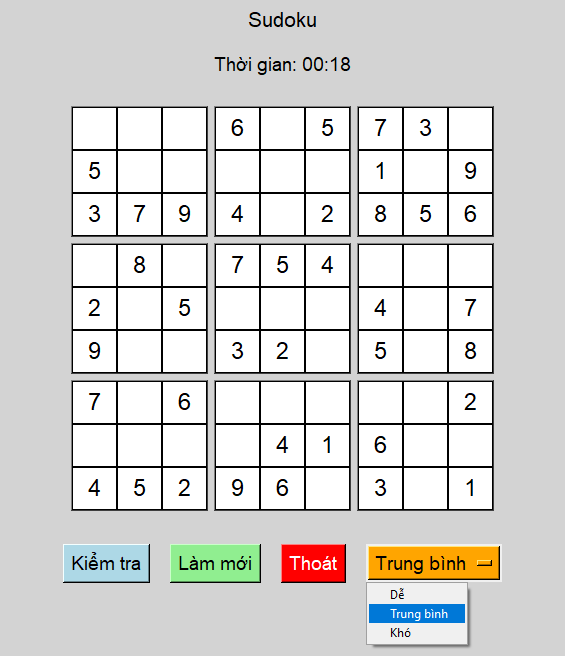 Sudoku
Thời gian: 00:18
6 5 7 3
5 1 9
3 7 9 4 2 8 5 6
8 7 5 4
2 5 4 7
9 3 2 5 8
7 6 2
4 1 6
4 5 2 9 6 3 1
Kiểm tra Làm mới Thoát Trung bình
Dễ
Trung bình
Khó